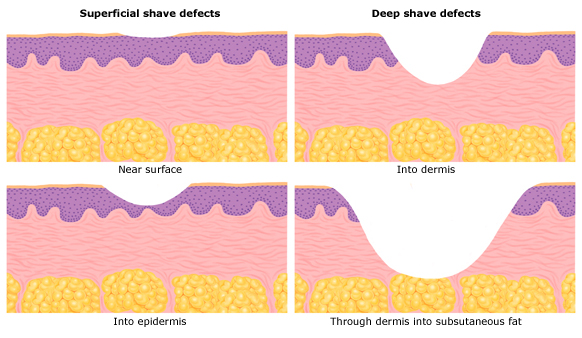 Superficial shave defects
Deep shave defects
Near surface
Into dermis
Into epidermis
Through dermis into subsutaneous fat